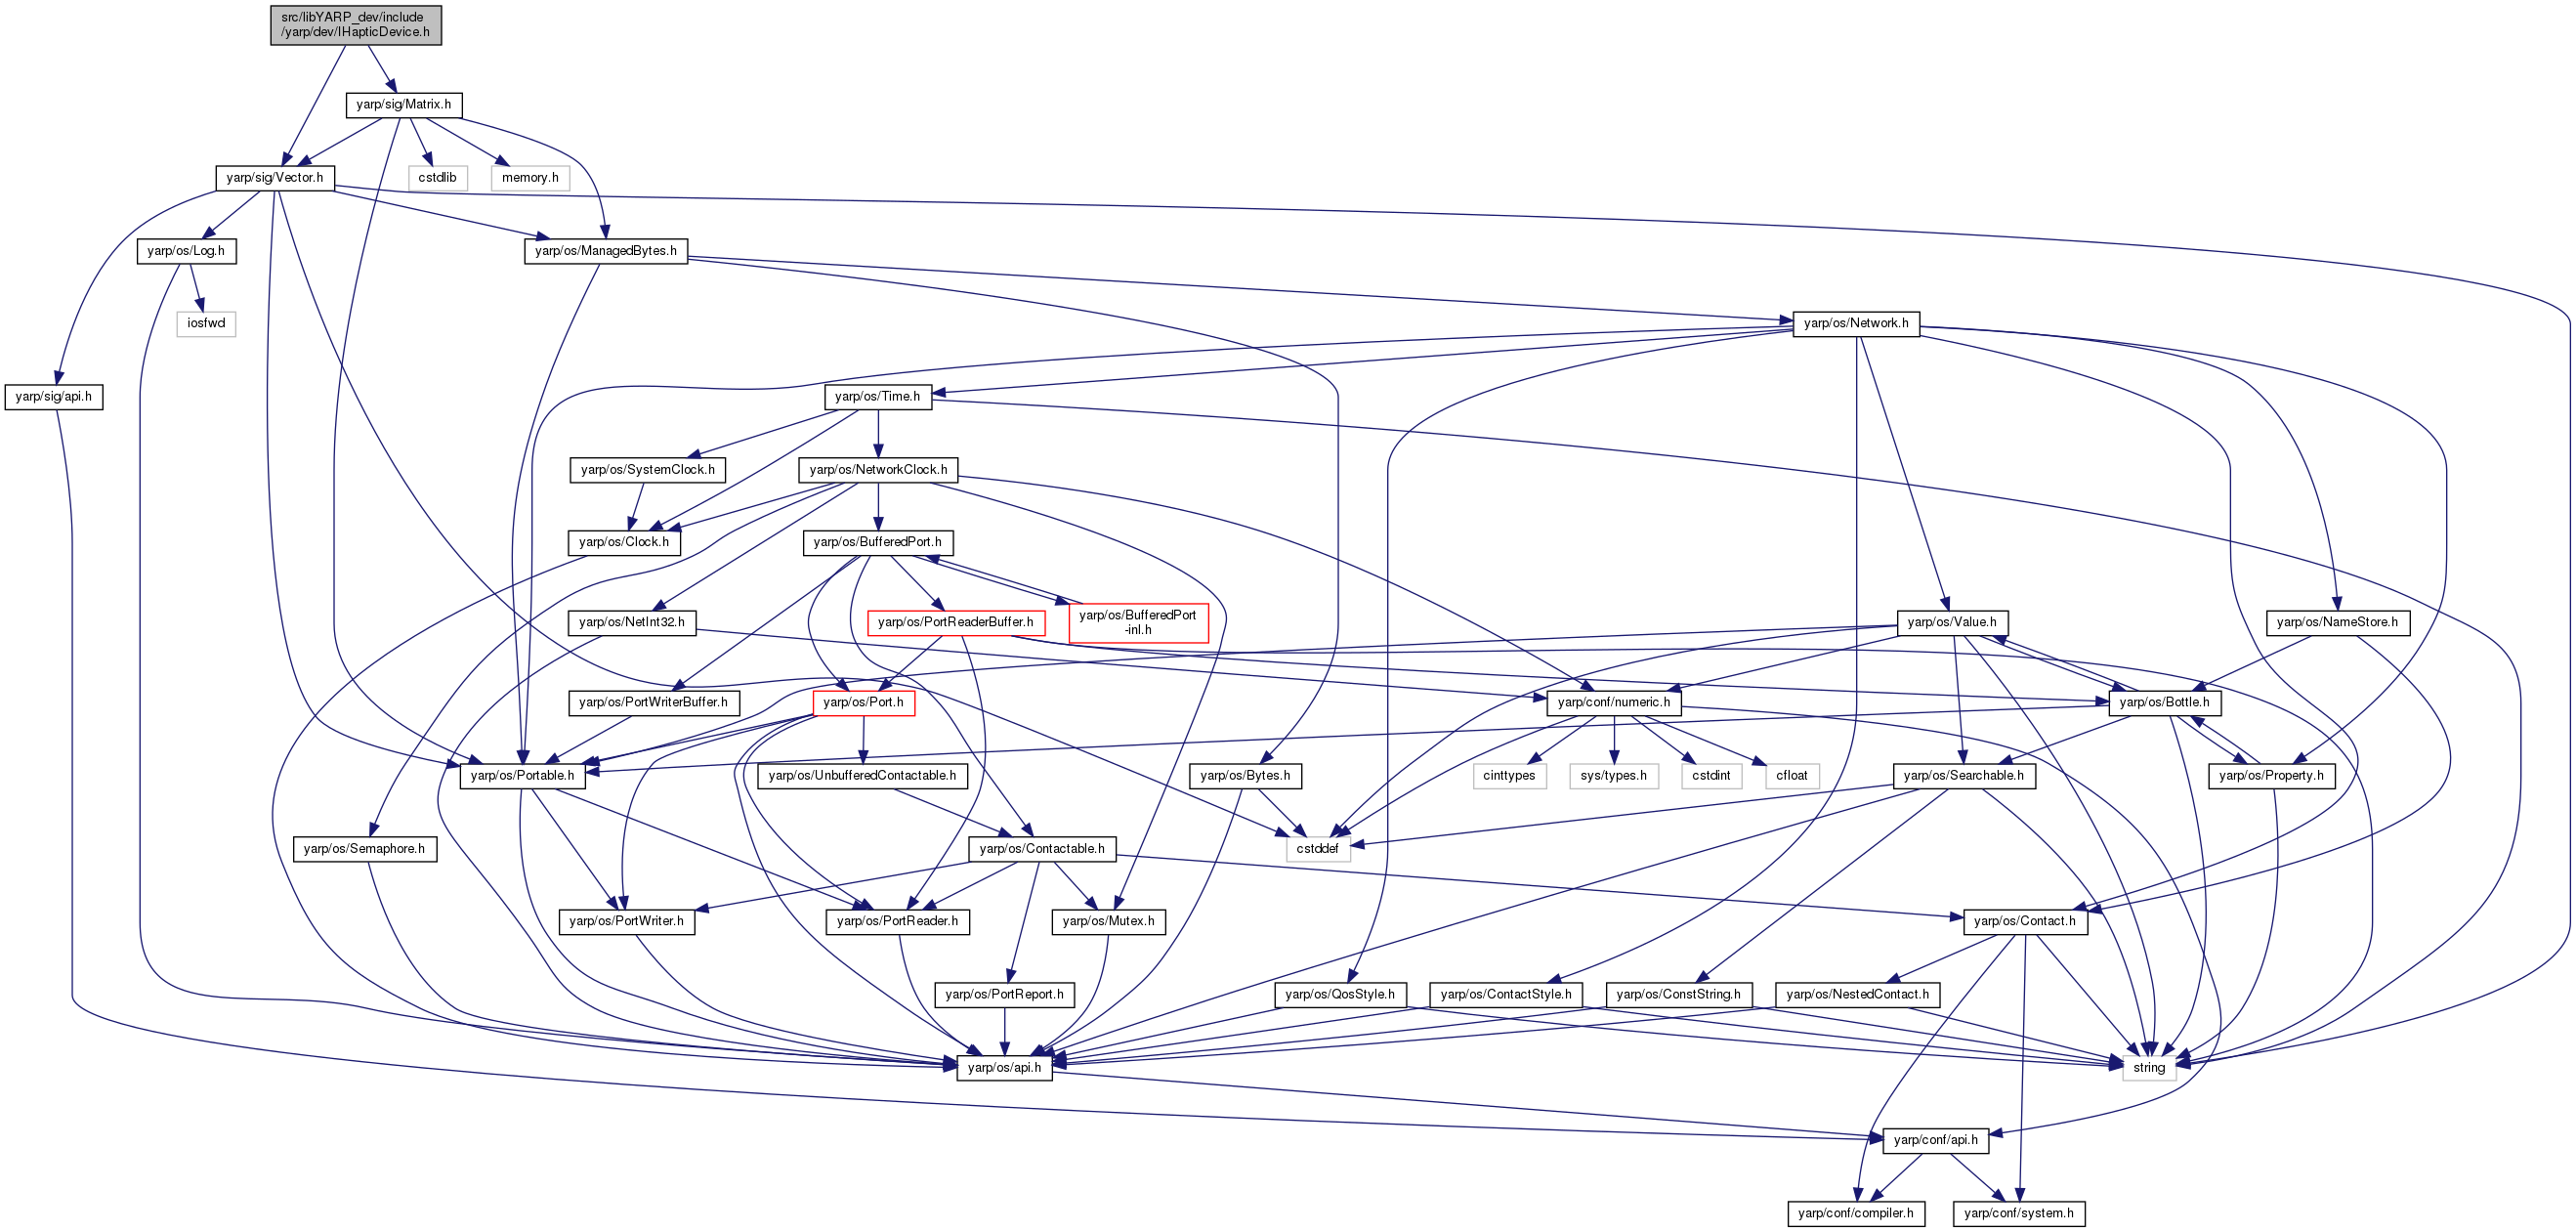 src/libYARP_dev/include
/yarp/dev/IHapticDevice.h
yarp/sig/Matrix.h
yarp/sig/Vector.h
cstdlib
memory.h
yarp/os/Log.h
yarp/os/ManagedBytes.h
iosfwd
yarp/os/Network.h
yarp/sig/api.h
yarp/os/Time.h
yarp/os/SystemClock.h
yarp/os/NetworkClock.h
yarp/os/Clock.h
yarp/os/BufferedPort.h
yarp/os/NetInt32.h
yarp/os/PortReaderBuffer.h
yarp/os/BufferedPort
-inl.h
yarp/os/Value.h
yarp/os/NameStore.h
yarp/os/PortWriterBuffer.h
yarp/os/Port.h
yarp/conf/numeric.h
yarp/os/Bottle.h
yarp/os/Portable.h
yarp/os/UnbufferedContactable.h
yarp/os/Bytes.h
cinttypes
sys/types.h
cstdint
cfloat
yarp/os/Searchable.h
yarp/os/Property.h
yarp/os/Semaphore.h
yarp/os/Contactable.h
cstddef
yarp/os/PortWriter.h
yarp/os/PortReader.h
yarp/os/Mutex.h
yarp/os/Contact.h
yarp/os/PortReport.h
yarp/os/QosStyle.h
yarp/os/ContactStyle.h
yarp/os/ConstString.h
yarp/os/NestedContact.h
yarp/os/api.h
string
yarp/conf/api.h
yarp/conf/compiler.h
yarp/conf/system.h